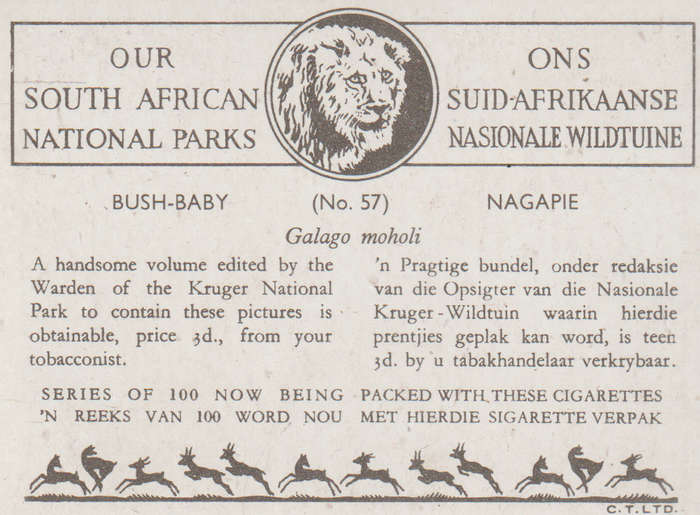 OUR
SOUTH AFRICAN
NATIONAL PARKS
ONS
SUID-AFRIKAANSE
NASIONALE WILDTUINE
BUSH-BABY (No. 57) NAGAPIE
Galago moholi
A handsome volume edited by the
Warden of the Kruger National
Park to contain these pictures is
obtainable, price 3d., from your
tobacconist.
'n Pragtige bundel, onder redaksie
van die Opsigter van die Nasionale
Kruger-Wildtuin waarin hierdie
prentjies geplak kan word, is teen
3d. by u tabakhandelaar verkrybaar.
SERIES OF 100 NOW BEING PACKED WITH THESE CIGARETTES
'N REEKS VAN 100 WORD NOU MET HIERDIE SIGARETTE VERPAK
C.T.LTD.